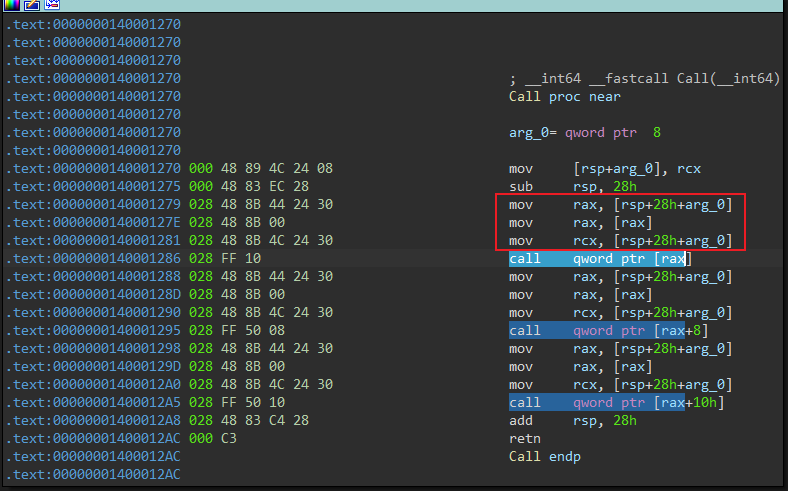 .text:0000000140001270
.text:0000000140001270
.text:0000000140001270
.text:0000000140001270 ; __int64 __fastcall Call(__int64)
.text:0000000140001270 Call proc near
.text:0000000140001270
.text:0000000140001270 arg_0= qword ptr  8
.text:0000000140001270
.text:0000000140001270 000 48 89 4C 24 08 mov     [rsp+arg_0], rcx
.text:0000000140001275 000 48 83 EC 28 sub     rsp, 28h
.text:0000000140001279 028 48 8B 44 24 30 mov     rax, [rsp+28h+arg_0]
.text:000000014000127E 028 48 8B 00 mov     rax, [rax]
.text:0000000140001281 028 48 8B 4C 24 30 mov     rcx, [rsp+28h+arg_0]
.text:0000000140001286 028 FF 10 call    qword ptr [rax]
.text:0000000140001288 028 48 8B 44 24 30 mov     rax, [rsp+28h+arg_0]
.text:000000014000128D 028 48 8B 00 mov     rax, [rax]
.text:0000000140001290 028 48 8B 4C 24 30 mov     rcx, [rsp+28h+arg_0]
.text:0000000140001295 028 FF 50 08 call    qword ptr [rax+8]
.text:0000000140001298 028 48 8B 44 24 30 mov     rax, [rsp+28h+arg_0]
.text:000000014000129D 028 48 8B 00 mov     rax, [rax]
.text:00000001400012A0 028 48 8B 4C 24 30 mov     rcx, [rsp+28h+arg_0]
.text:00000001400012A5 028 FF 50 10 call    qword ptr [rax+10h]
.text:00000001400012A8 028 48 83 C4 28 add     rsp, 28h
.text:00000001400012AC 000 C3 retn
.text:00000001400012AC Call endp
.text:00000001400012AC